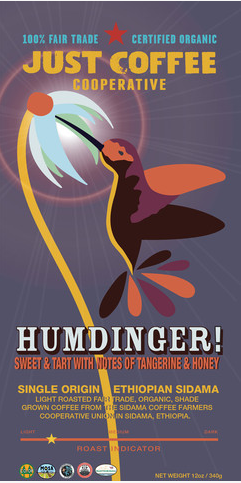 100% FAIR TRADE ★ CERTIFIED ORGANIC
JUST COFFEE
COOPERATIVE
HUMDINGER!
SWEET & TART WITH NOTES OF TANGERINE & HONEY
SINGLE ORIGIN ETHIOPIAN SIDAMA
LIGHT ROASTED FAIR TRADE, ORGANIC, SHADE
GROWN COFFEE FROM THE SIDAMA COFFEE FARMERS
COOPERATIVE UNION IN SIDAMA, ETHIOPIA.
LIGHT MEDIUM DARK
ROAST INDICATOR
NET WEIGHT 12oz / 340g